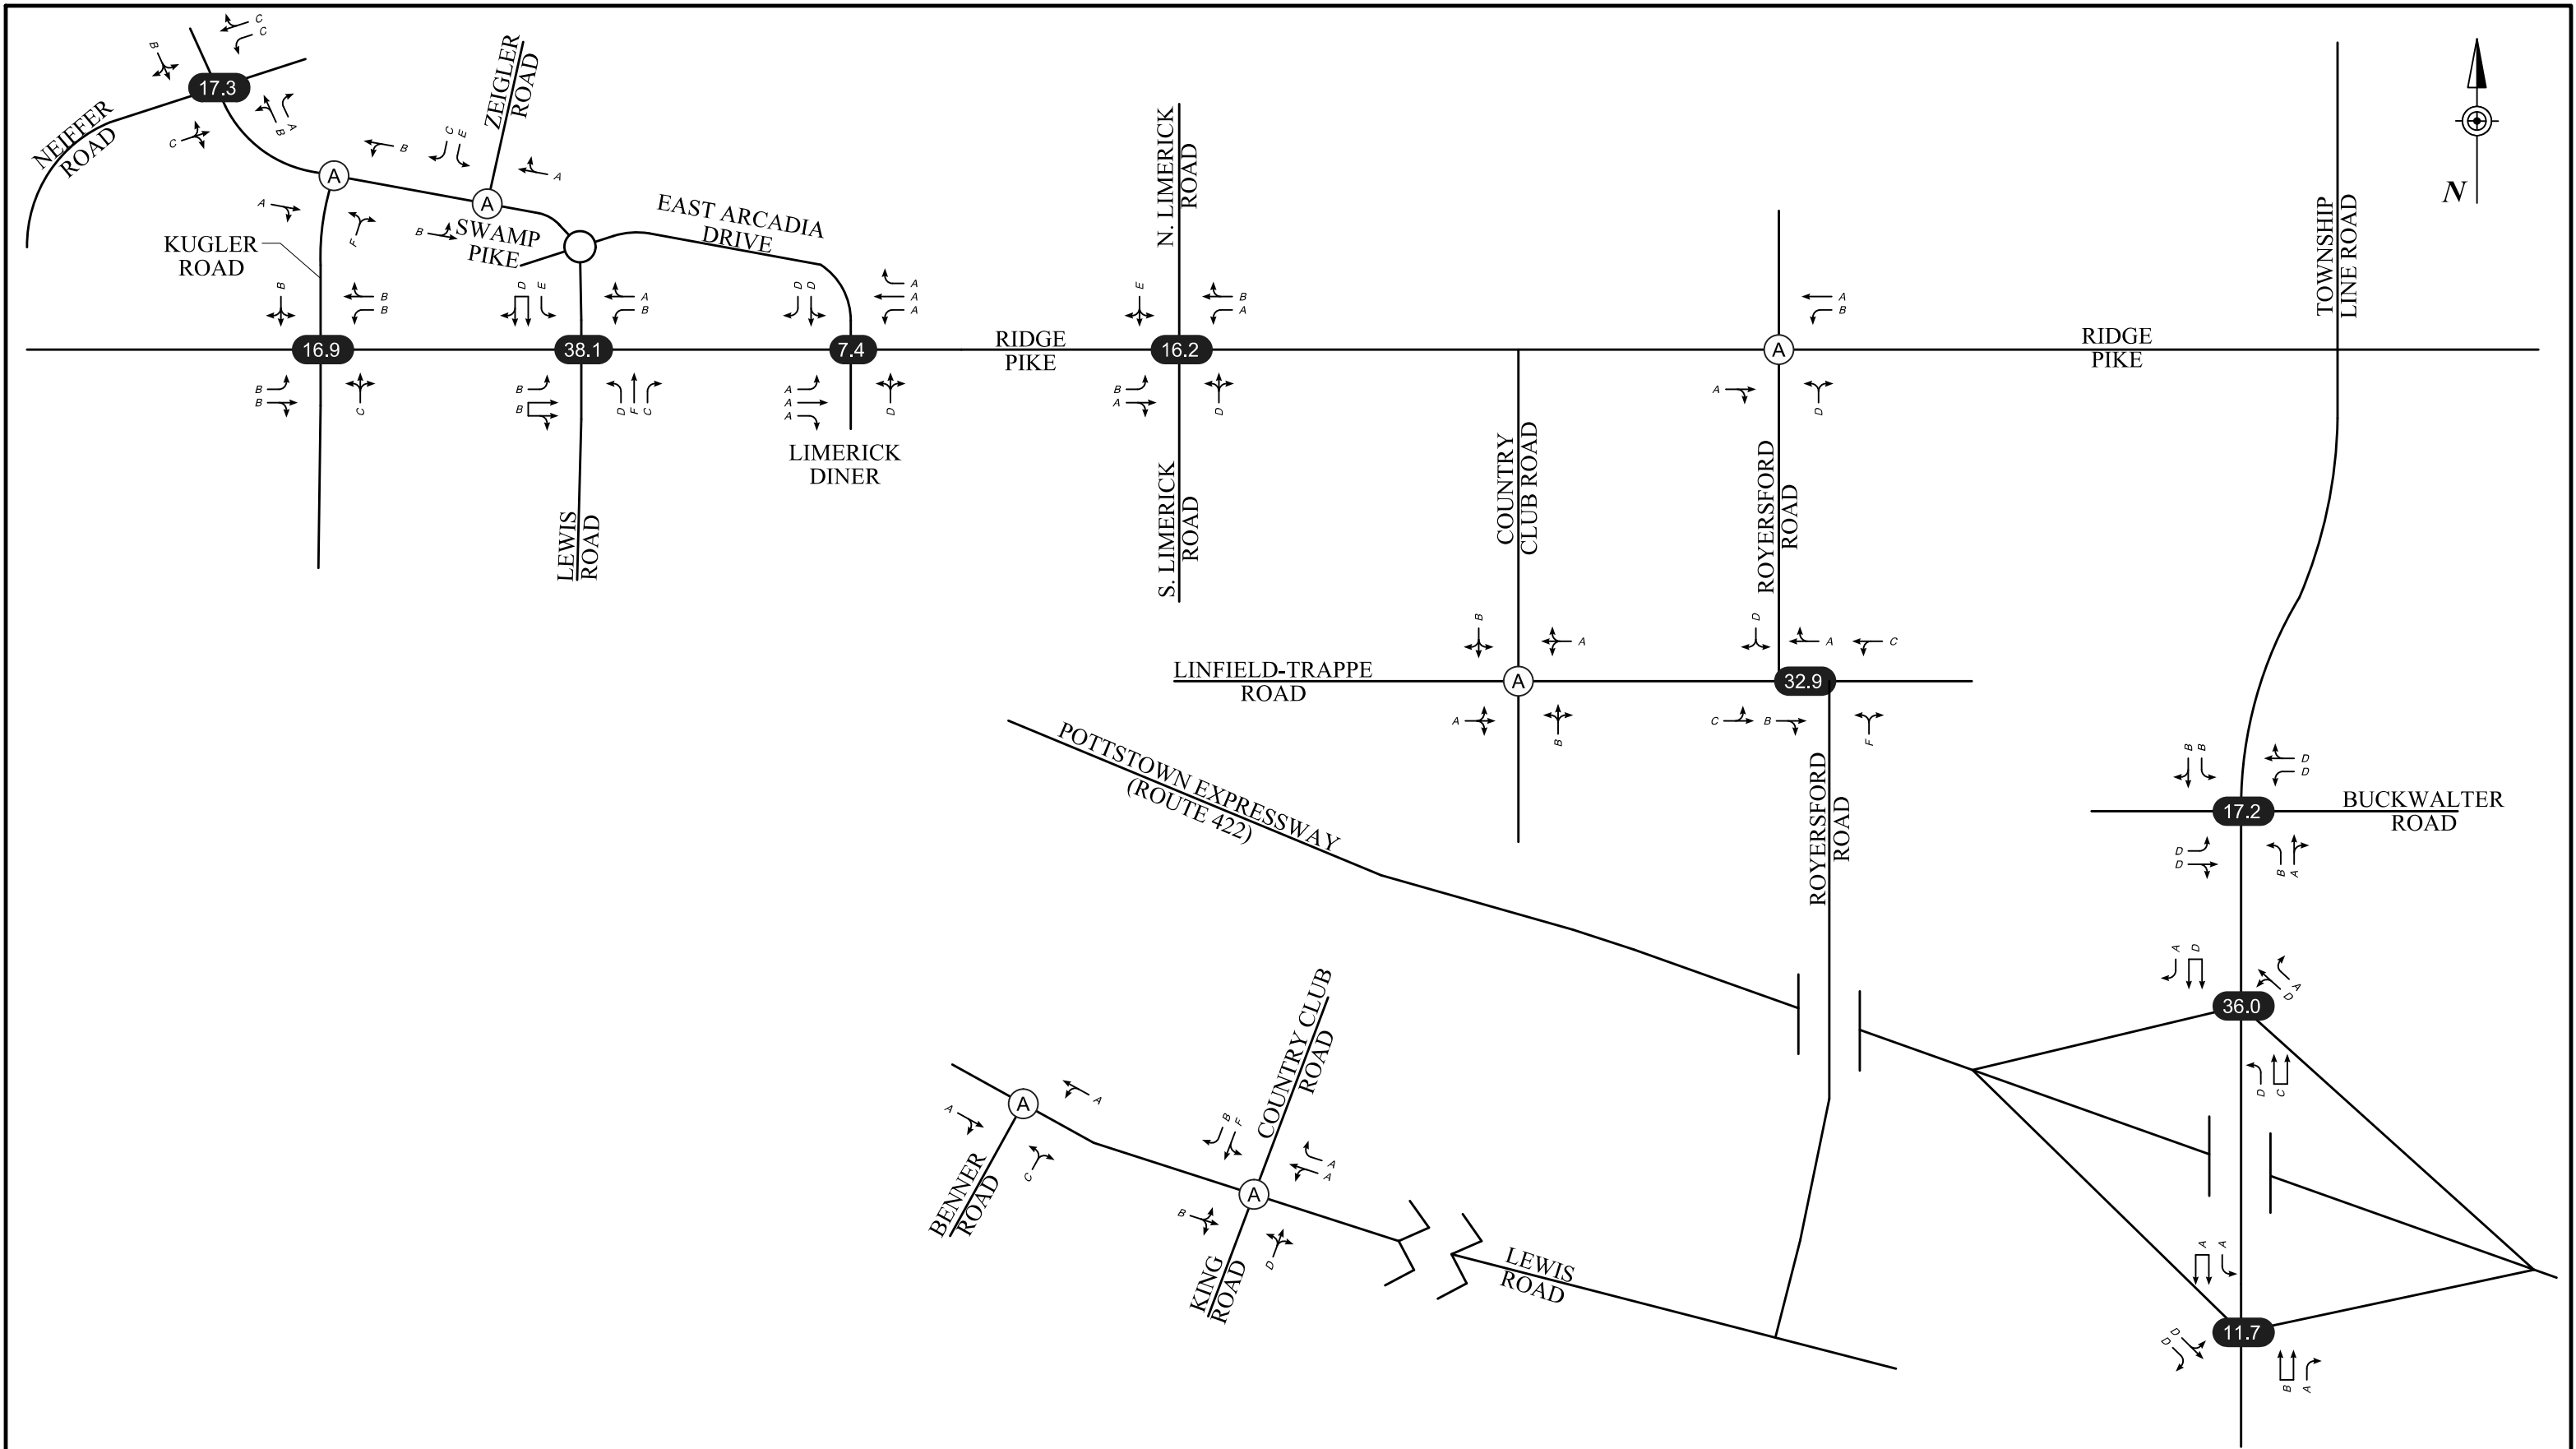 C
C
B
17.3
B
A
C
NEIFFER
ROAD
ZEIGLER
ROAD
A
B
C
E
A
A
A
F
B
SWAMP
PIKE
KUGLER
ROAD
EAST ARCADIA
DRIVE
N. LIMERICK
ROAD
TOWNSHIP
LINE ROAD
N
B
B
B
16.9
B
B
C
D
E
A
B
38.1
B
B
D
F
C
LEWIS
ROAD
D
D
A
A
A
7.4
A
A
A
D
LIMERICK
DINER
RIDGE
PIKE
E
B
A
16.2
B
A
D
S. LIMERICK
ROAD
COUNTRY
CLUB ROAD
A
B
A
A
D
ROYERSFORD
ROAD
RIDGE
PIKE
LINFIELD-TRAPPE
ROAD
B
A
A
A
B
D
A
C
32.9
C
B
F
ROYERSFORD
ROAD
POTTSTOWN EXPRESSWAY
(ROUTE 422)
B
B
D
D
17.2
BUCKWALTER
ROAD
D
D
B
A
A
D
A
D
36.0
D
C
A
A
D
D
11.7
B
A
A
A
A
C
BENNER
ROAD
COUNTRY CLUB
ROAD
B
F
A
A
A
B
D
KING
ROAD
LEWIS
ROAD